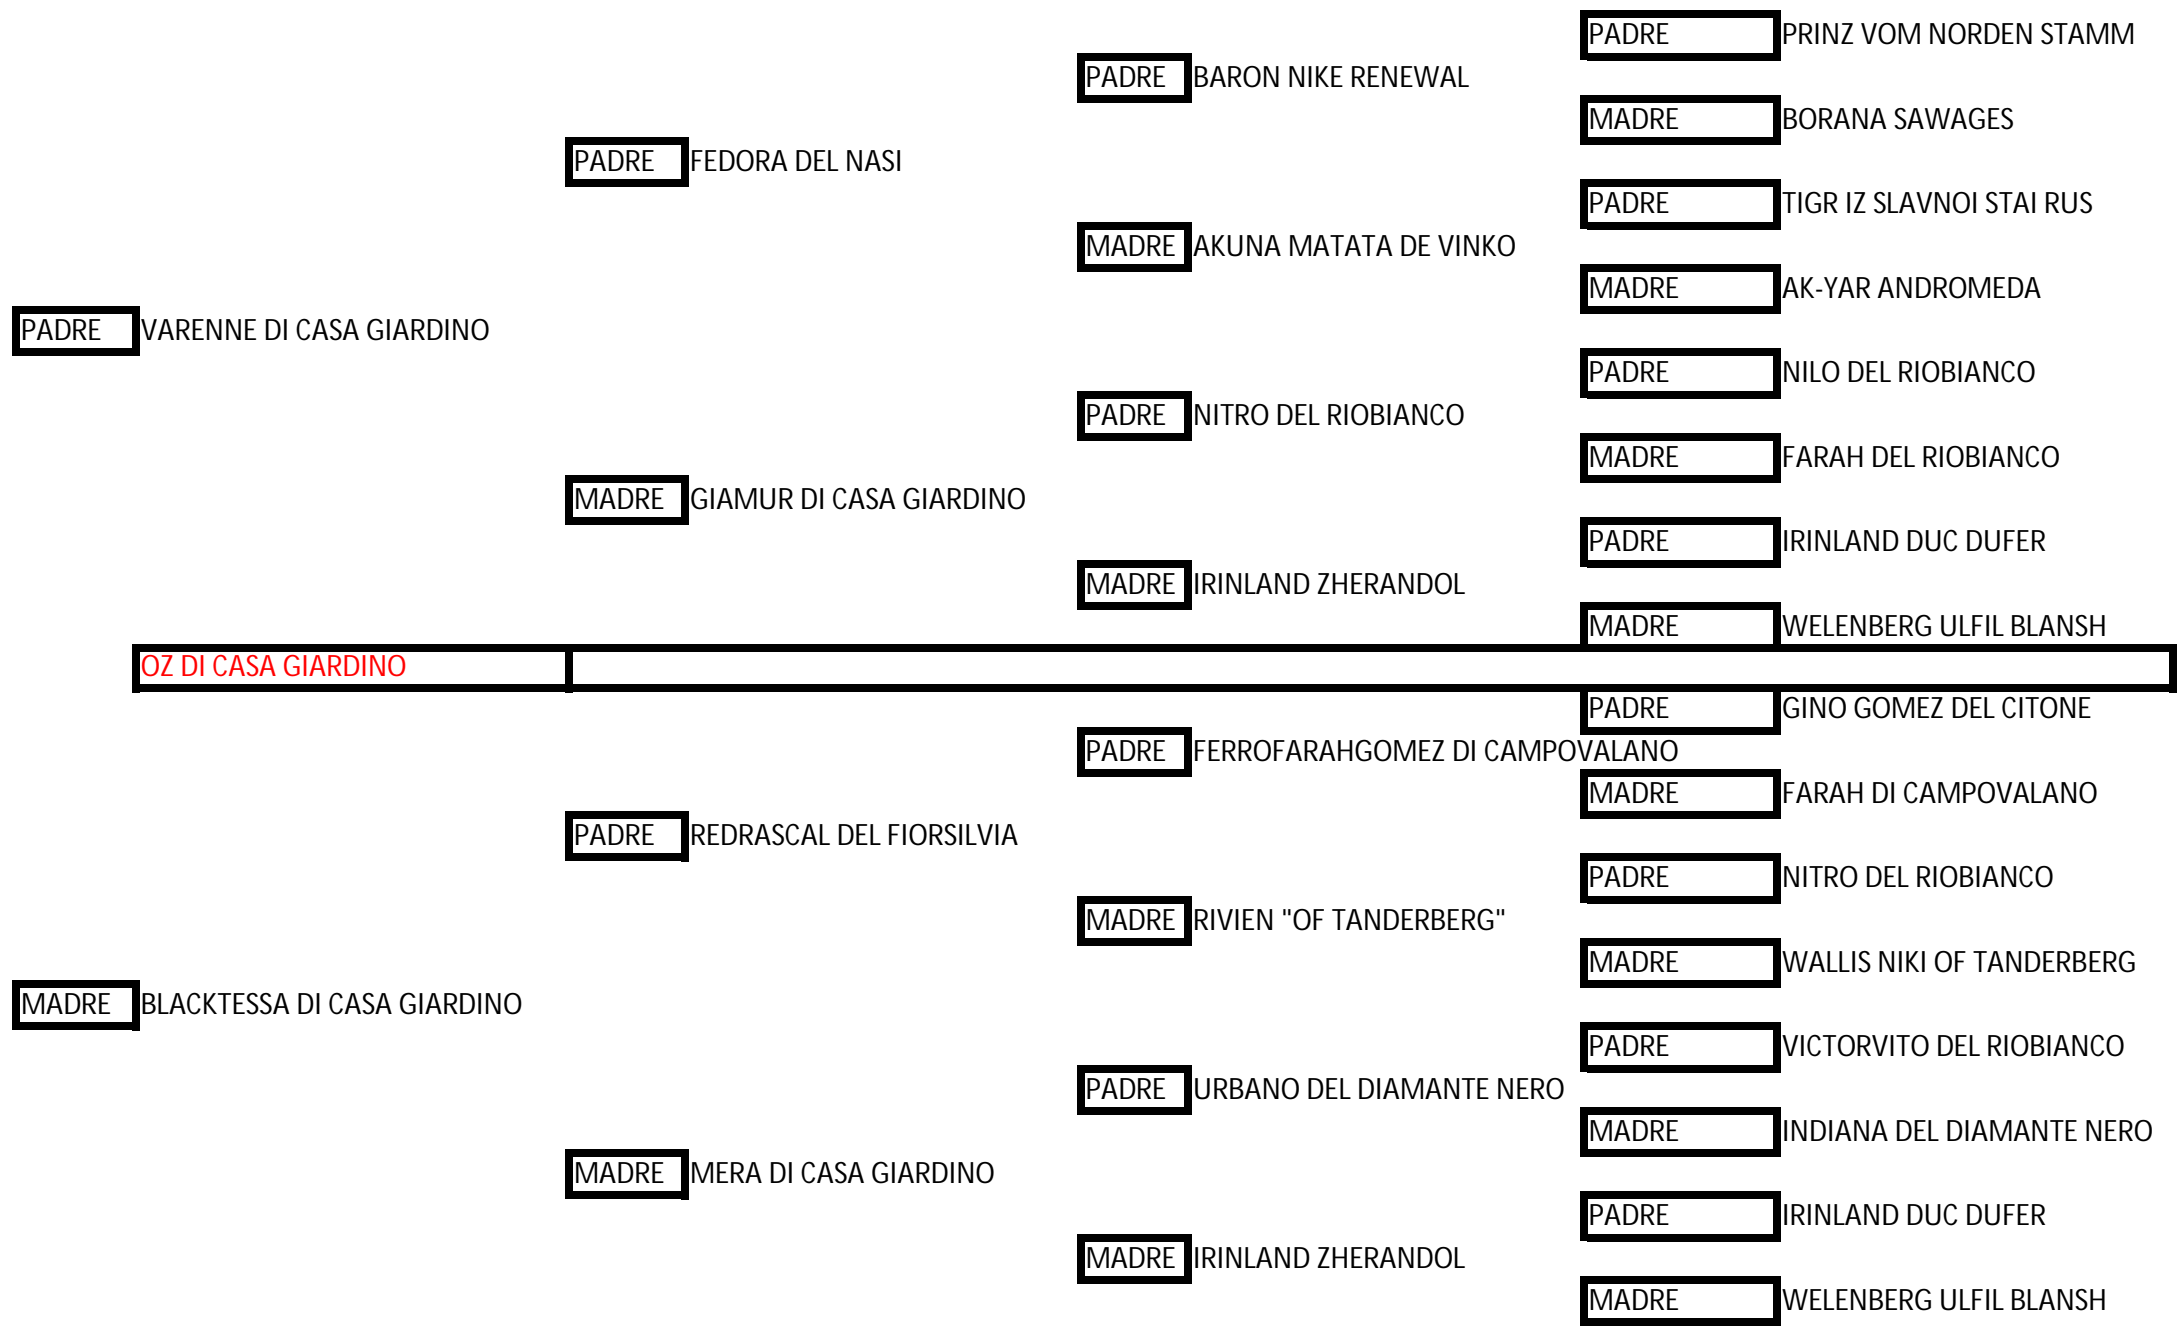 PADRE PRINZ VOM NORDEN STAMM
PADRE BARON NIKE RENEWAL
MADRE BORANA SAWAGES
PADRE FEDORA DEL NASI
PADRE TIGR IZ SLAVNOI STAI RUS
MADRE AKUNA MATATA DE VINKO
MADRE AK-YAR ANDROMEDA
PADRE VARENNE DI CASA GIARDINO
PADRE NILO DEL RIOBIANCO
PADRE NITRO DEL RIOBIANCO
MADRE FARAH DEL RIOBIANCO
MADRE GIAMUR DI CASA GIARDINO
PADRE IRINLAND DUC DUFER
MADRE IRINLAND ZHERANDOL
MADRE WELENBERG ULFIL BLANSH
OZ DI CASA GIARDINO
PADRE GINO GOMEZ DEL CITONE
PADRE FERROFARAHGOMEZ DI CAMPOVALANO
MADRE FARAH DI CAMPOVALANO
PADRE REDRASCAL DEL FIORSILVIA
PADRE NITRO DEL RIOBIANCO
MADRE RIVIEN "OF TANDERBERG"
MADRE WALLIS NIKI OF TANDERBERG
MADRE BLACKTESSA DI CASA GIARDINO
PADRE VICTORVITO DEL RIOBIANCO
PADRE URBANO DEL DIAMANTE NERO
MADRE INDIANA DEL DIAMANTE NERO
MADRE MERA DI CASA GIARDINO
PADRE IRINLAND DUC DUFER
MADRE IRINLAND ZHERANDOL
MADRE WELENBERG ULFIL BLANSH